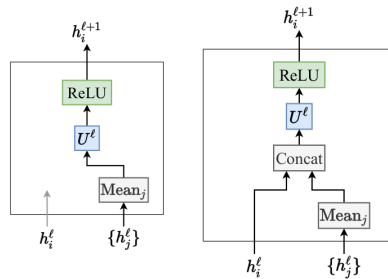 h_i^{ℓ+1}
ReLU
U^ℓ
Mean_j
h_i^ℓ
{h_j^ℓ}
h_i^{ℓ+1}
ReLU
U^ℓ
Concat
Mean_j
h_i^ℓ
{h_j^ℓ}